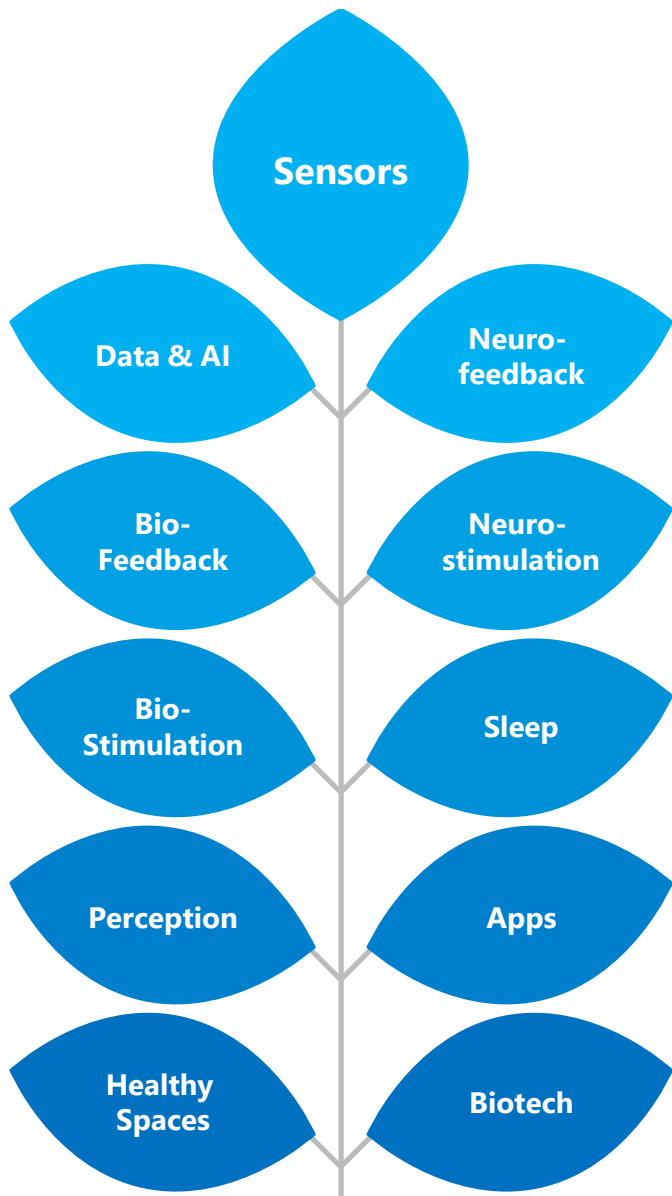 Sensors
Data & AI
Neuro-
feedback
Bio-
Feedback
Neuro-
stimulation
Bio-
Stimulation
Sleep
Perception
Apps
Healthy
Spaces
Biotech